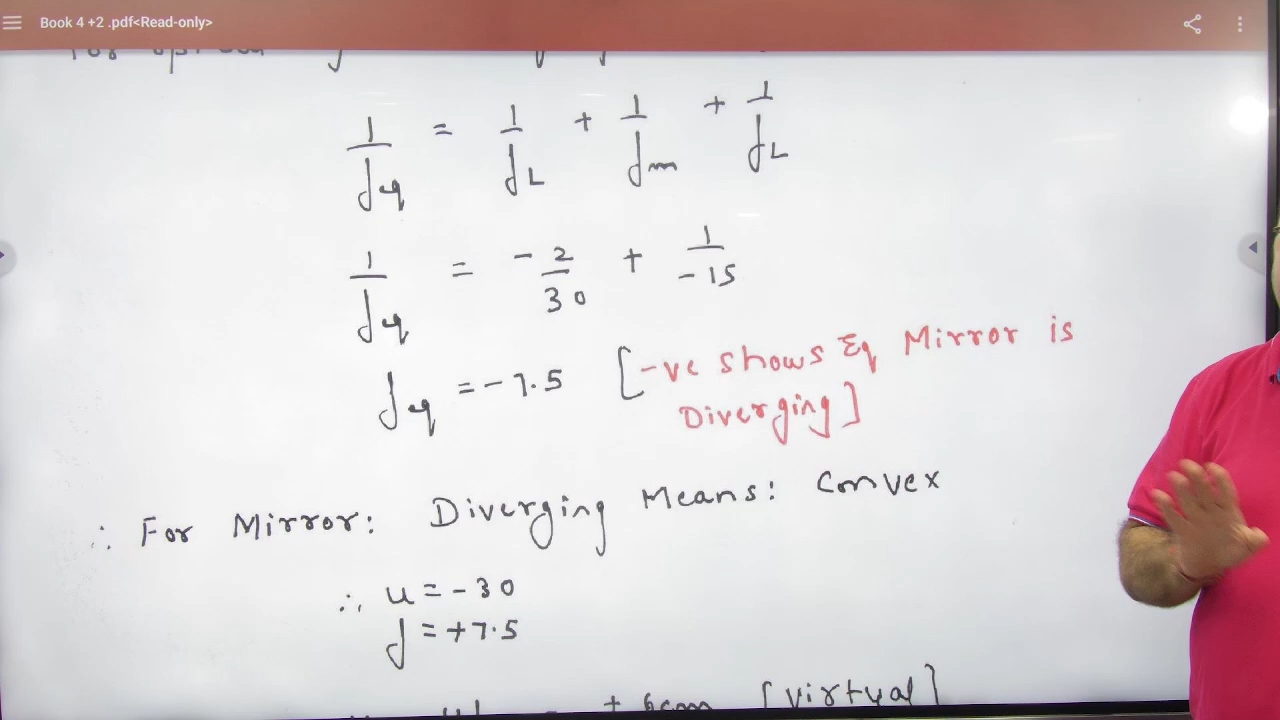 Book 4 +2 .pdf<Read-only>
1/feq = 1/fL + 1/fm + 1/fL
1/feq = - 2/30 + 1/-15
feq = - 7.5 [-ve shows Eq Mirror is
Diverging]
∴ For Mirror: Diverging Means: Convex
∴ u = - 30
f = +7.5
+ 6cm [virtual]